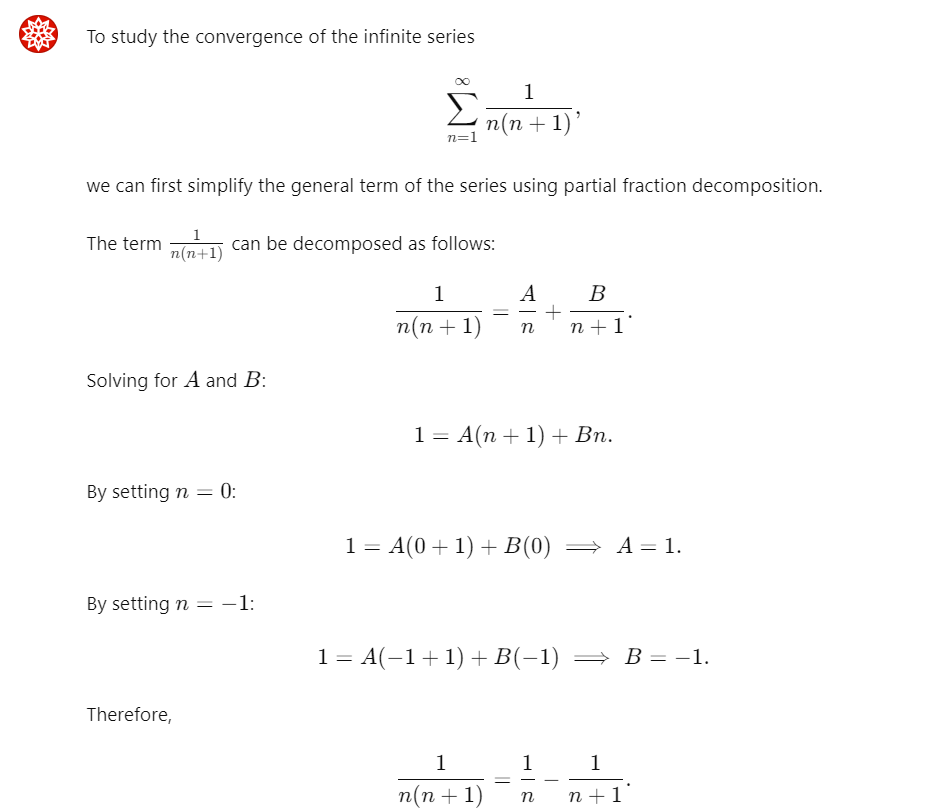 To study the convergence of the infinite series
$$\sum_{n=1}^{\infty} \frac{1}{n(n+1)},$$
we can first simplify the general term of the series using partial fraction decomposition.
The term $\frac{1}{n(n+1)}$ can be decomposed as follows:
$$\frac{1}{n(n+1)} = \frac{A}{n} + \frac{B}{n+1}.$$
Solving for $A$ and $B$:
$$1 = A(n+1) + Bn.$$
By setting $n = 0$:
$$1 = A(0+1) + B(0) \implies A = 1.$$
By setting $n = -1$:
$$1 = A(-1+1) + B(-1) \implies B = -1.$$
Therefore,
$$\frac{1}{n(n+1)} = \frac{1}{n} - \frac{1}{n+1}.$$